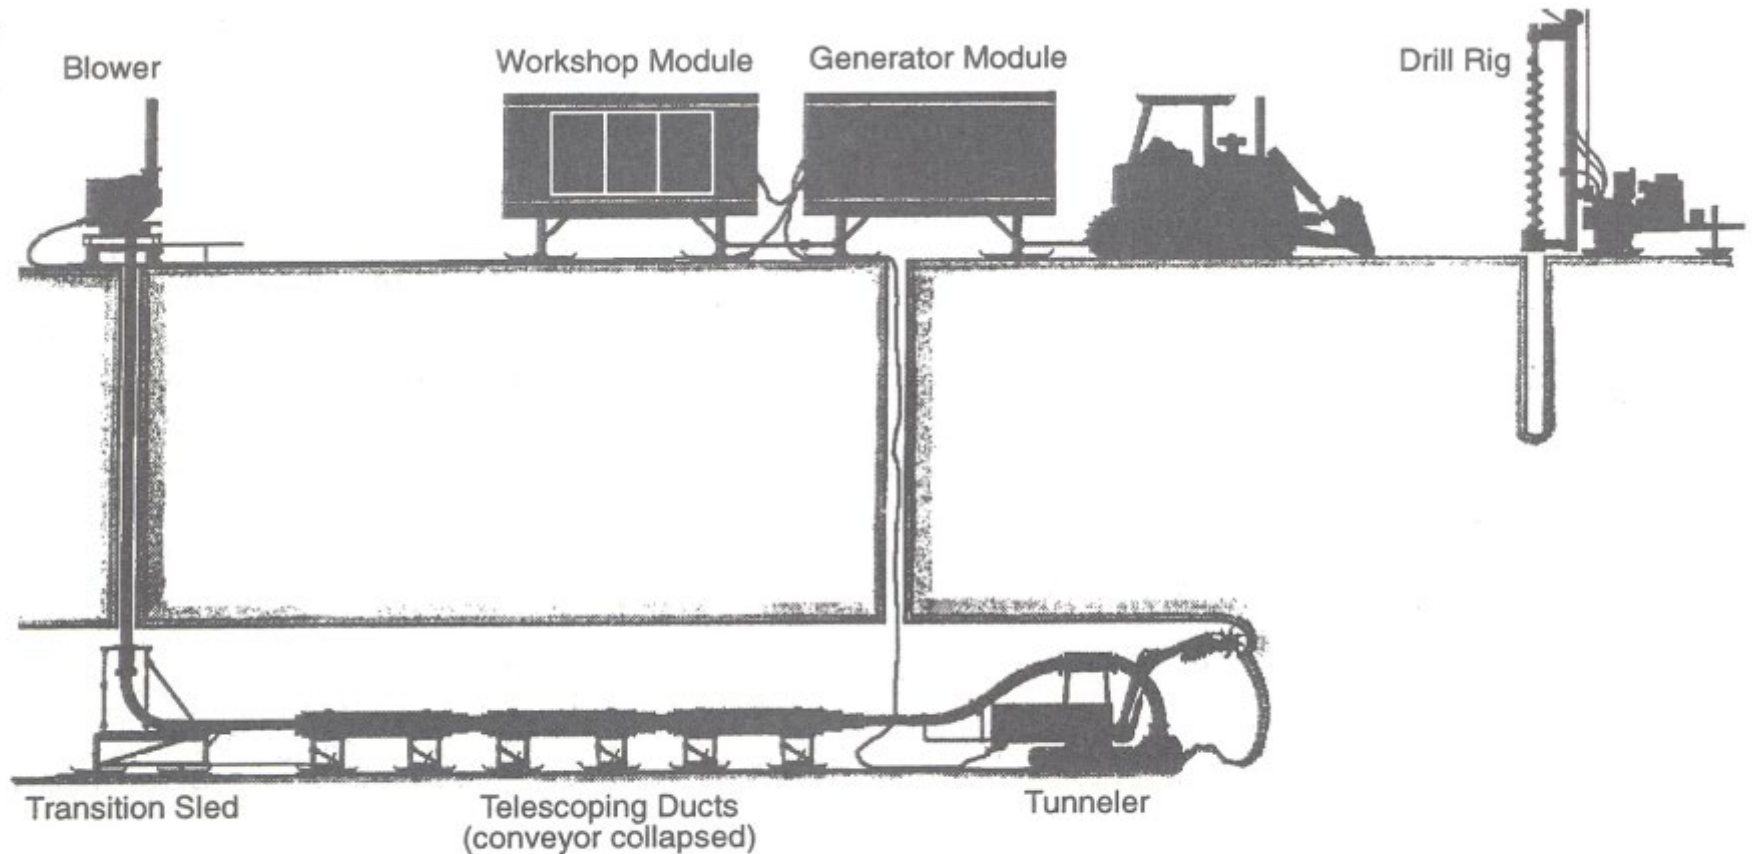 Blower
Workshop Module
Generator Module
Drill Rig
Transition Sled
Telescoping Ducts
(conveyor collapsed)
Tunneler